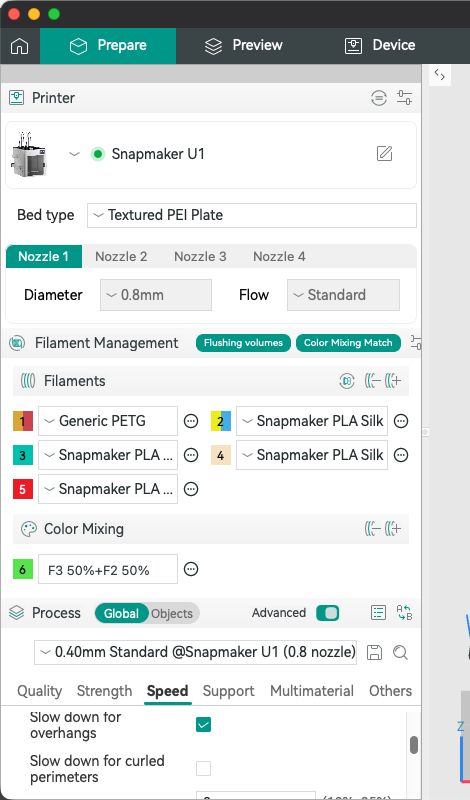 Prepare
Preview
Device
Printer
Snapmaker U1
Bed type
Textured PEI Plate
Nozzle 1
Nozzle 2
Nozzle 3
Nozzle 4
Diameter
0.8mm
Flow
Standard
Filament Management
Flushing volumes
Color Mixing Match
Filaments
1
Generic PETG
2
Snapmaker PLA Silk
3
Snapmaker PLA ...
4
Snapmaker PLA Silk
5
Snapmaker PLA ...
Color Mixing
6
F3 50%+F2 50%
Process
Global
Objects
Advanced
0.40mm Standard @Snapmaker U1 (0.8 nozzle)
Quality
Strength
Speed
Support
Multimaterial
Others
Slow down for
overhangs
Slow down for curled
perimeters
Z